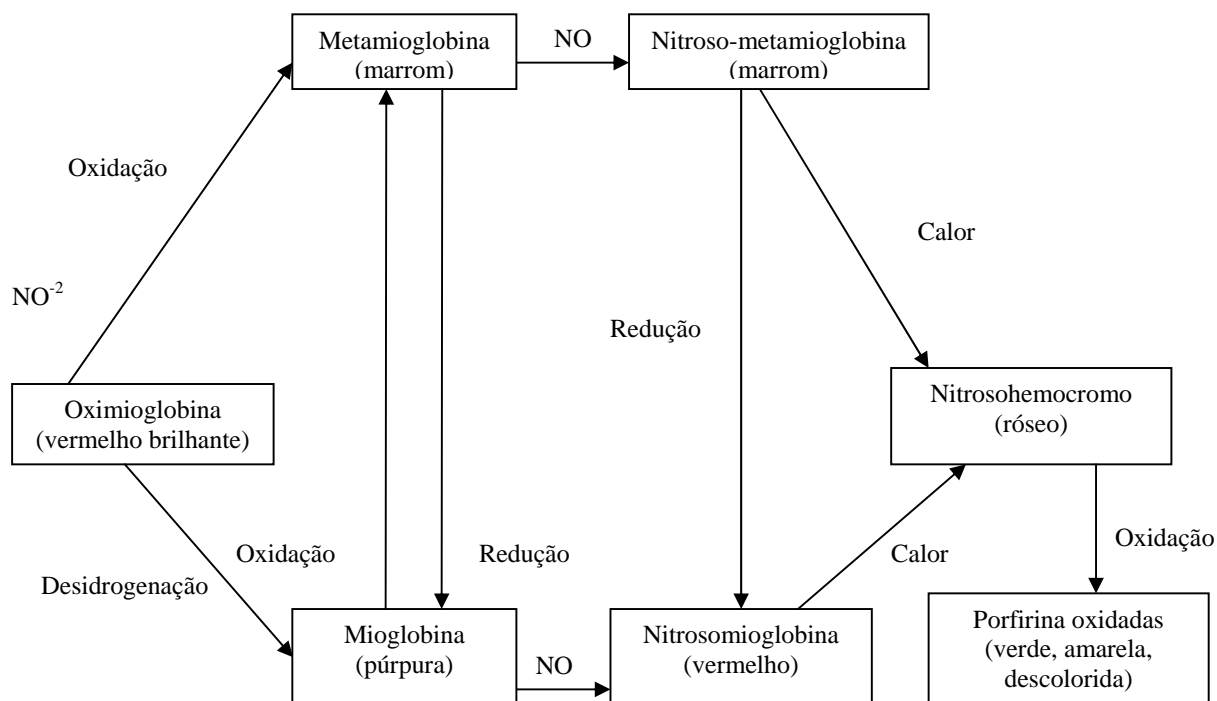 Metamioglobina
(marrom)
NO
Nitroso-metamioglobina
(marrom)
Oxidação
Calor
NO-2
Redução
Oximioglobina
(vermelho brilhante)
Nitrosohemocromo
(róseo)
Oxidação
Redução
Calor
Oxidação
Desidrogenação
Mioglobina
(púrpura)
NO
Nitrosomioglobina
(vermelho)
Porfirina oxidadas
(verde, amarela,
descolorida)